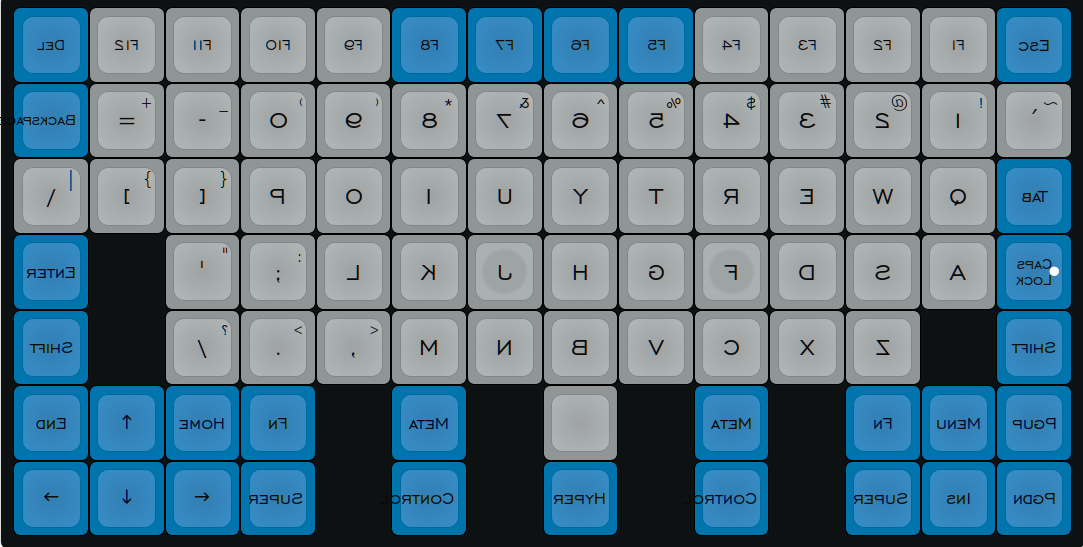 Esc F1 F2 F3 F4 F5 F6 F7 F8 F9 F10 F11 F12 Del
~ ! @ # $ % ^ & * ( ) _ +
` 1 2 3 4 5 6 7 8 9 0 - = Backspace
{ } |
Tab Q W E R T Y U I O P [ ] \
: "
Caps Lock A S D F G H J K L ; ' Enter
< > ?
Shift Z X C V B N M , . / Shift
PgUp Menu Fn Meta Meta Fn Home ↑ End
PgDn Ins Super Control Hyper Control Super ← ↓ →